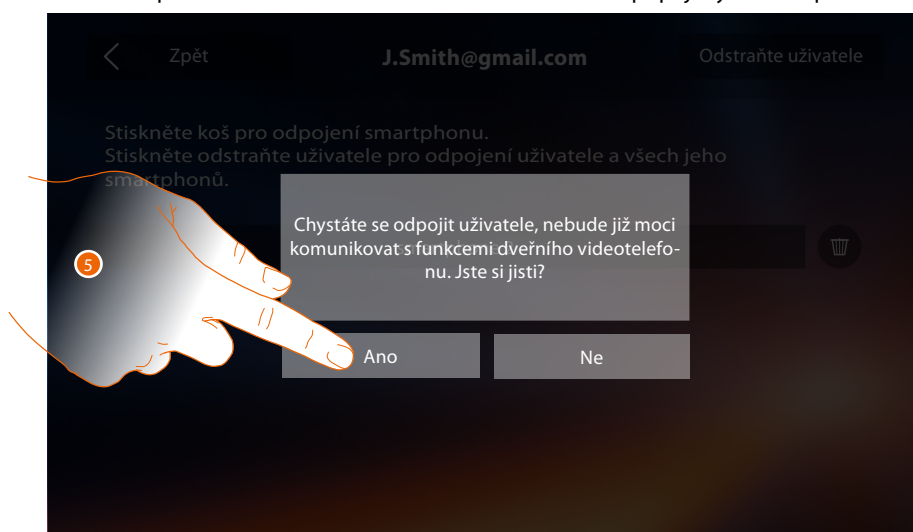 Zpět
J.Smith@gmail.com
Odstraňte uživatele
Stiskněte koš pro odpojení smartphonu.
Stiskněte odstraňte uživatele pro odpojení uživatele a všech jeho
smartphonů.
Chystáte se odpojit uživatele, nebude již moci
komunikovat s funkcemi dveřního videotelefo-
nu. Jste si jisti?
5
Ano
Ne